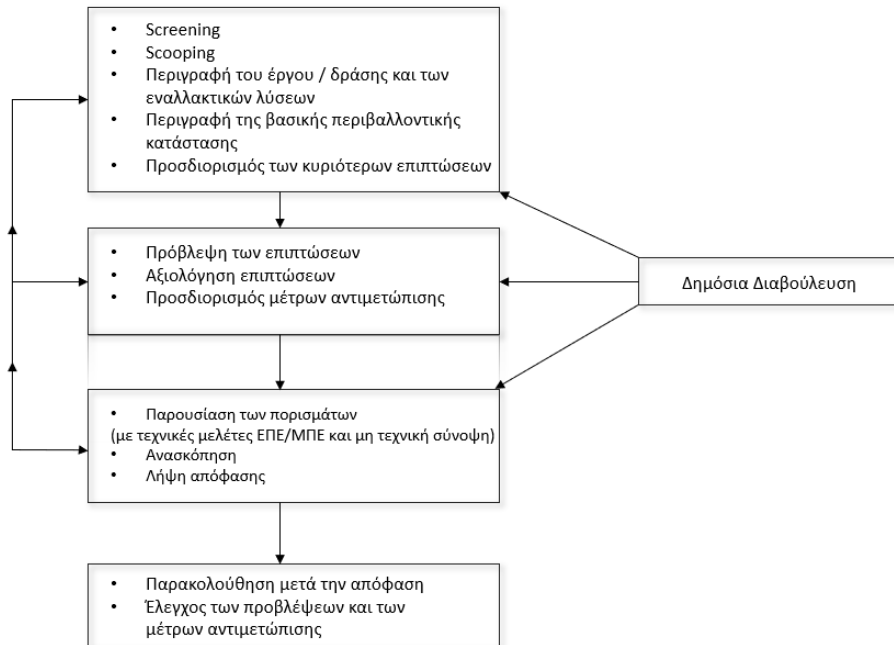 • Screening
• Scooping
• Περιγραφή του έργου / δράσης και των
εναλλακτικών λύσεων
• Περιγραφή της βασικής περιβαλλοντικής
κατάστασης
• Προσδιορισμός των κυριότερων επιπτώσεων
• Πρόβλεψη των επιπτώσεων
• Αξιολόγηση επιπτώσεων
• Προσδιορισμός μέτρων αντιμετώπισης
Δημόσια Διαβούλευση
• Παρουσίαση των πορισμάτων
(με τεχνικές μελέτες ΕΠΕ/ΜΠΕ και μη τεχνική σύνοψη)
• Ανασκόπηση
• Λήψη απόφασης
• Παρακολούθηση μετά την απόφαση
• Έλεγχος των προβλέψεων και των
μέτρων αντιμετώπισης